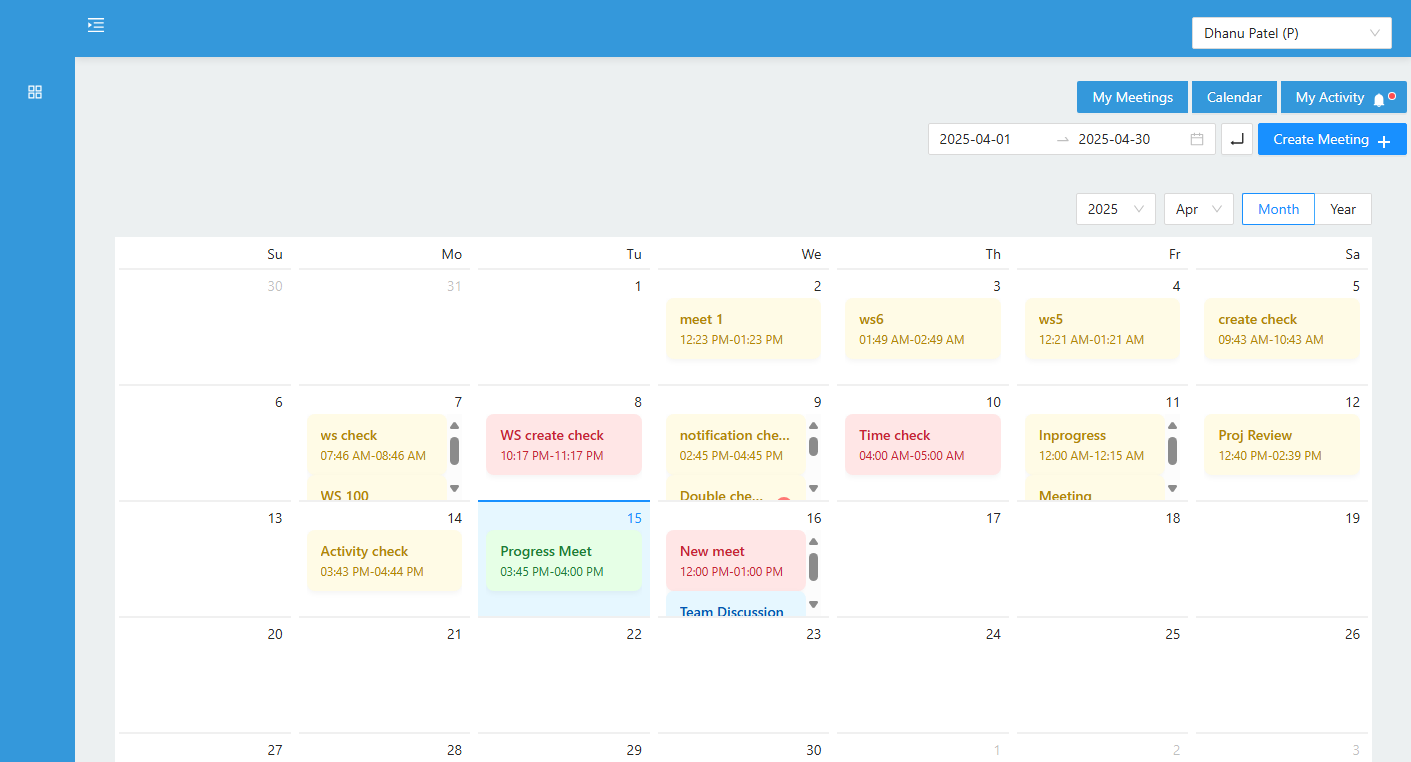 Dhanu Patel (P)
My Meetings Calendar My Activity
2025-04-01 2025-04-30 Create Meeting
2025 Apr Month Year
Su Mo Tu We Th Fr Sa
30 31 1 2 3 4 5
meet 1 ws6 ws5 create check
12:23 PM-01:23 PM 01:49 AM-02:49 AM 12:21 AM-01:21 AM 09:43 AM-10:43 AM
6 7 8 9 10 11 12
ws check WS create check notification che... Time check Inprogress Proj Review
07:46 AM-08:46 AM 10:17 PM-11:17 PM 02:45 PM-04:45 PM 04:00 AM-05:00 AM 12:00 AM-12:15 AM 12:40 PM-02:39 PM
WS 100 Double che... Meeting
13 14 15 16 17 18 19
Activity check Progress Meet New meet
03:43 PM-04:44 PM 03:45 PM-04:00 PM 12:00 PM-01:00 PM
Team Discussion
20 21 22 23 24 25 26
27 28 29 30 1 2 3